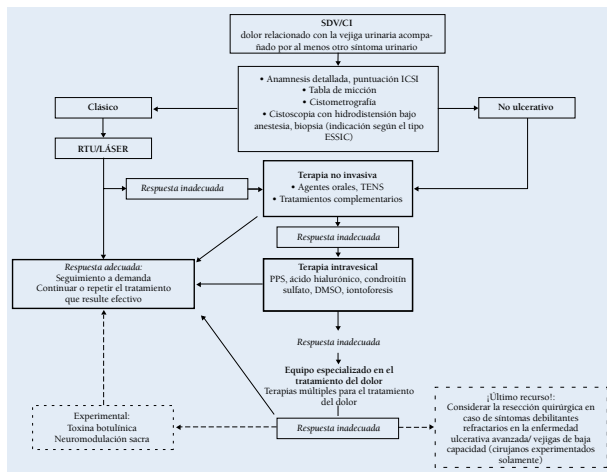 SDV/CI
dolor relacionado con la vejiga urinaria acompa-
ñado por al menos otro síntoma urinario
• Anamnesis detallada, puntuación ICSI
• Tabla de micción
• Cistometrografía
• Cistoscopia con hidrodistensión bajo
anestesia, biopsia (indicación según el tipo
ESSIC)
Clásico
No ulcerativo
RTU/LÁSER
Respuesta inadecuada
Terapia no invasiva
• Agentes orales, TENS
• Tratamientos complementarios
Respuesta inadecuada
Respuesta adecuada:
Seguimiento a demanda
Continuar o repetir el tratamiento
que resulte efectivo
Terapia intravesical
PPS, ácido hialurónico, condroitín
sulfato, DMSO, iontoforesis
Respuesta inadecuada
Equipo especializado en el
tratamiento del dolor
Terapias múltiples para el tratamiento
del dolor
Experimental:
Toxina botulínica
Neuromodulación sacra
Respuesta inadecuada
¡Último recurso!:
Considerar la resección quirúrgica en
caso de síntomas debilitantes
refractarios en la enfermedad
ulcerativa avanzada/ vejigas de baja
capacidad (cirujanos experimentados
solamente)